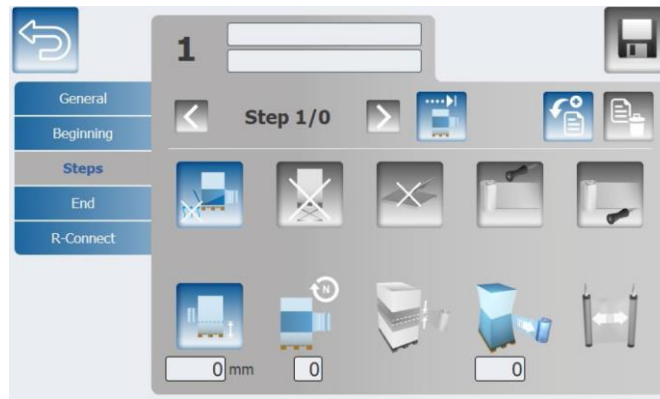 1
General
Step 1/0
Beginning
Steps
End
R-Connect
N
0 mm
0
0